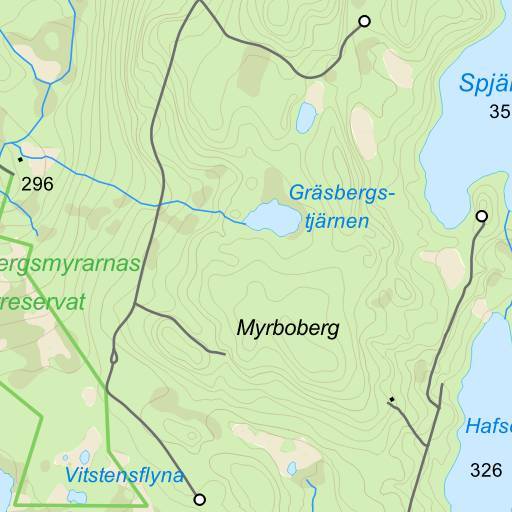 Spjä
35
296
Gräsbergs-
tjärnen
ergsmyrarnas
reservat
Myrboberg
Hafs
326
Vitstensflyna